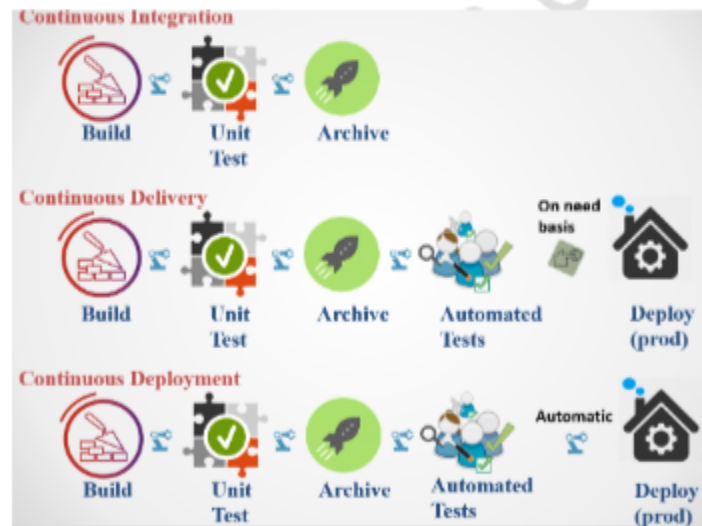 Continuous Integration
Build
Unit
Test
Archive
Continuous Delivery
On need
basis
Build
Unit
Test
Archive
Automated
Tests
Deploy
(prod)
Continuous Deployment
Automatic
Build
Unit
Test
Archive
Automated
Tests
Deploy
(prod)